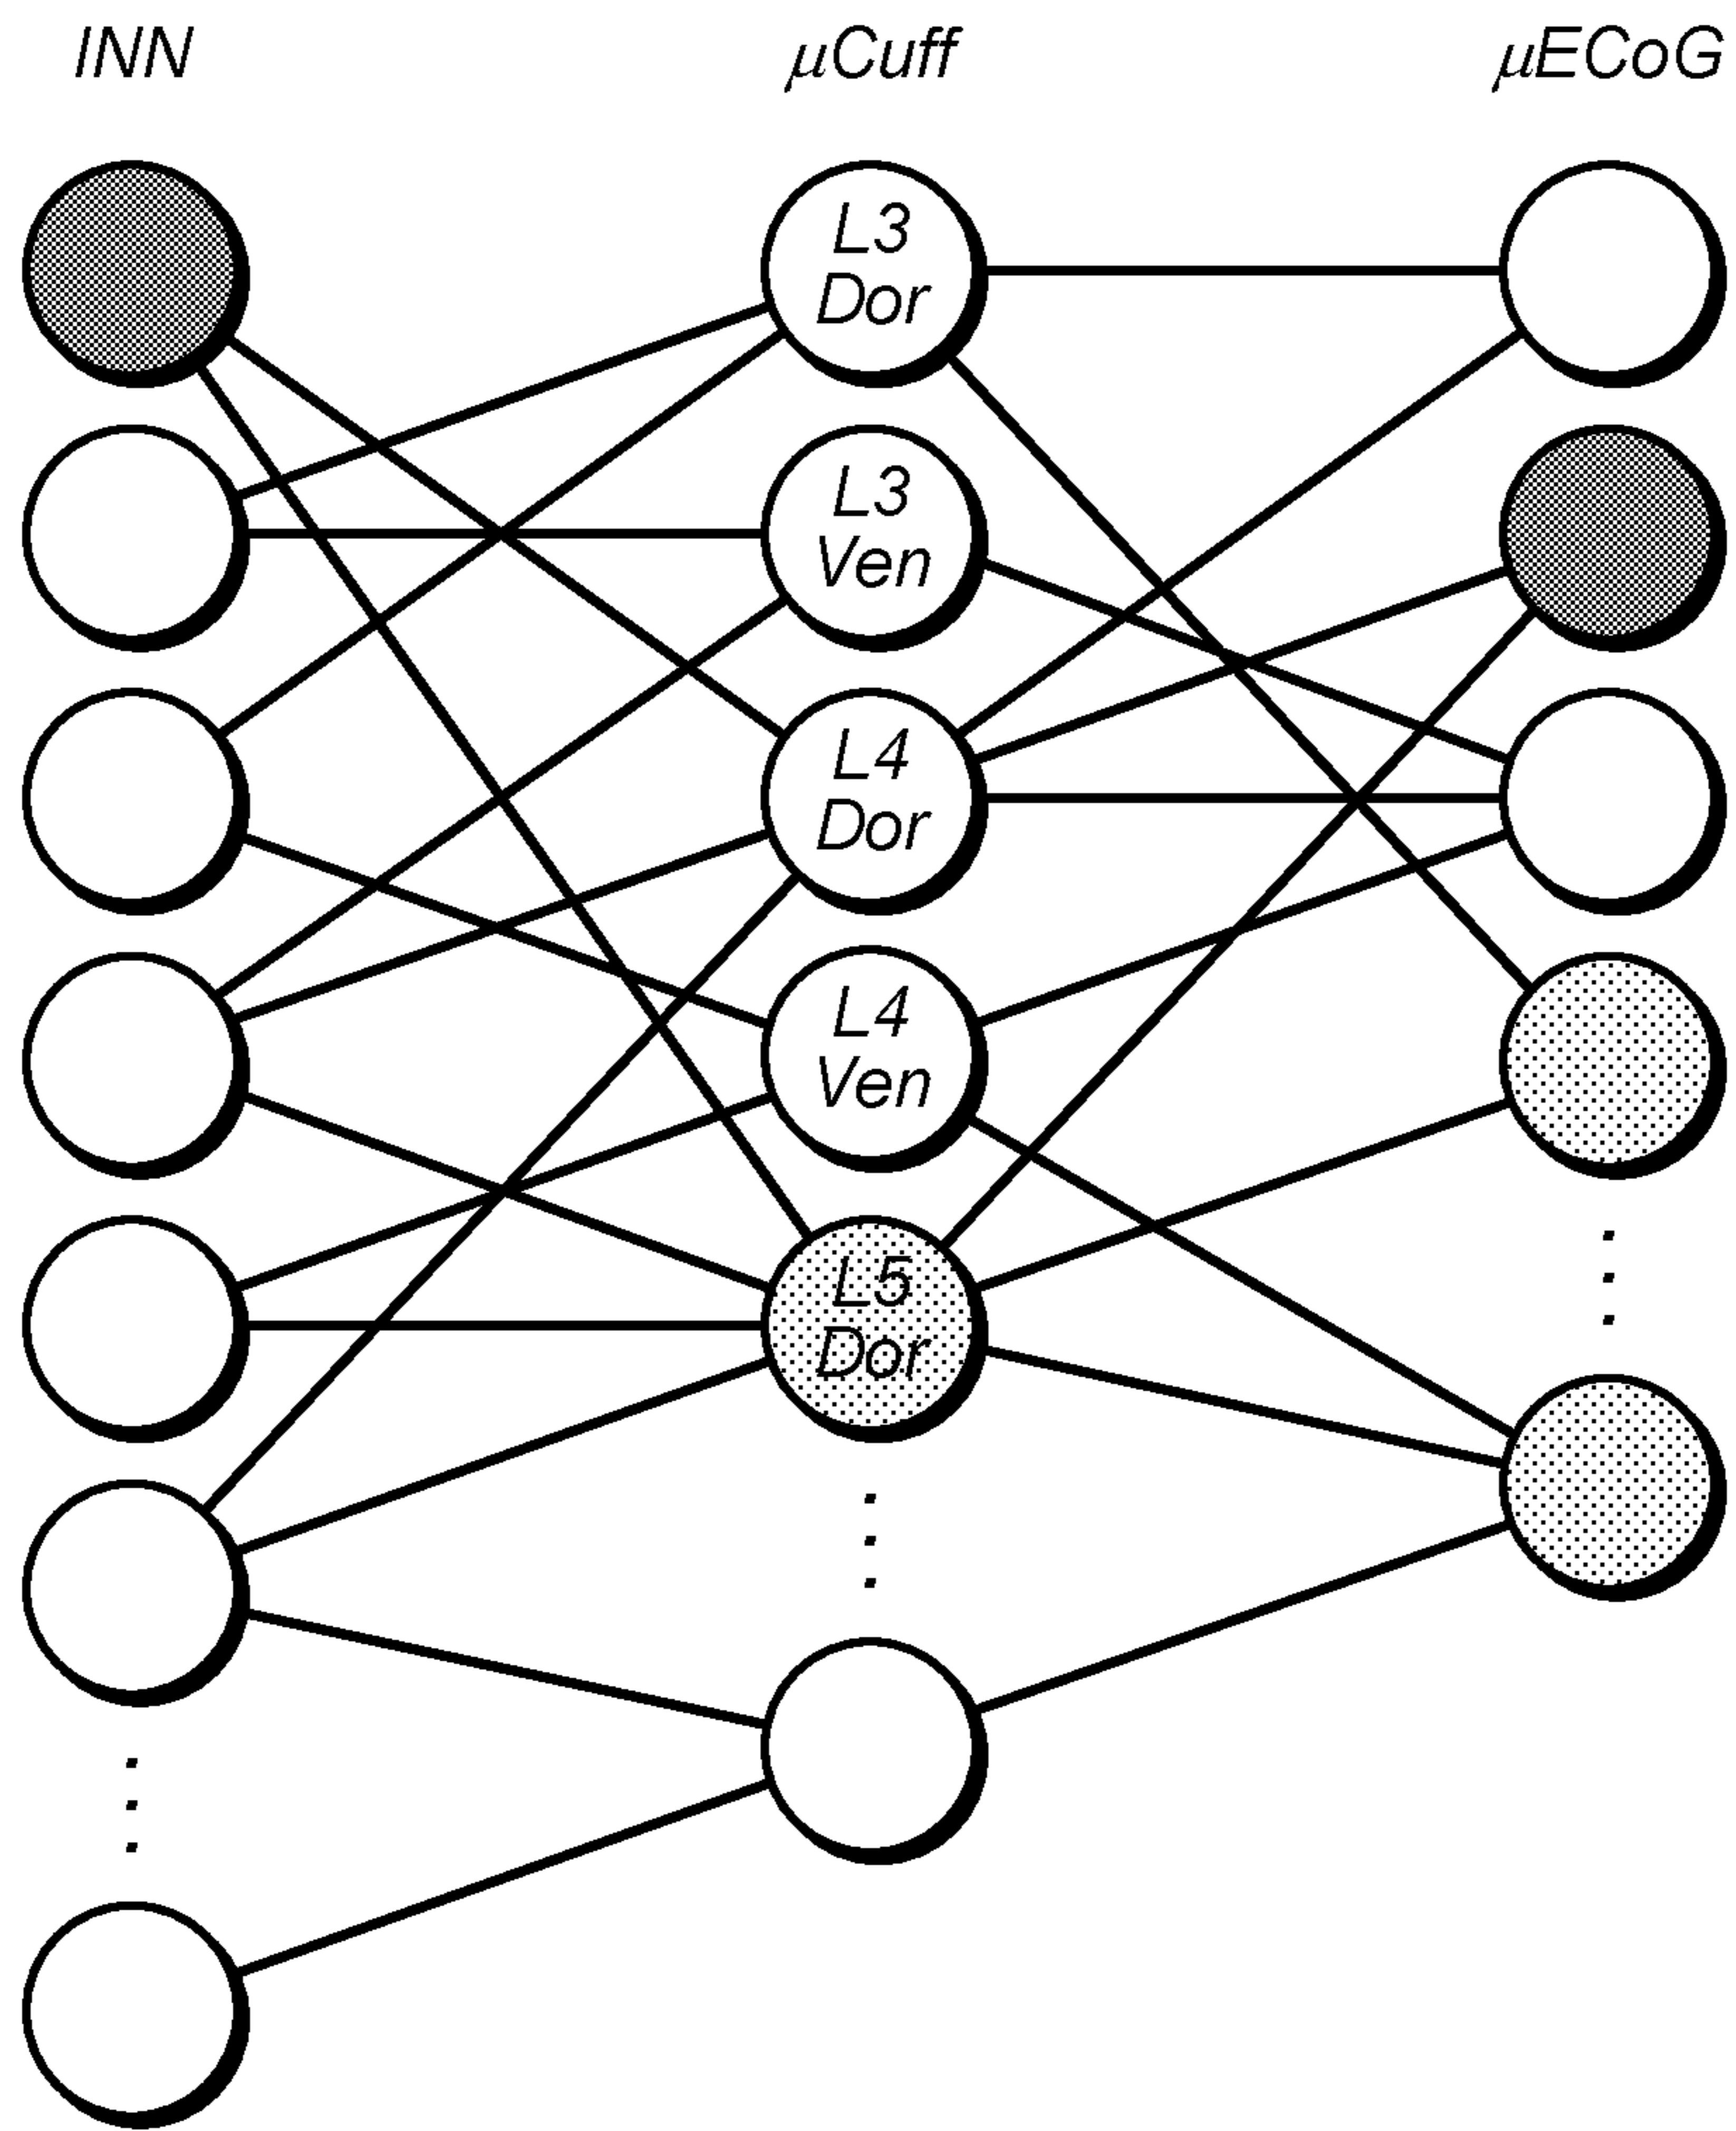 INN
μCuff
μECoG
L3
Dor
L3
Ven
L4
Dor
L4
Ven
L5
Dor